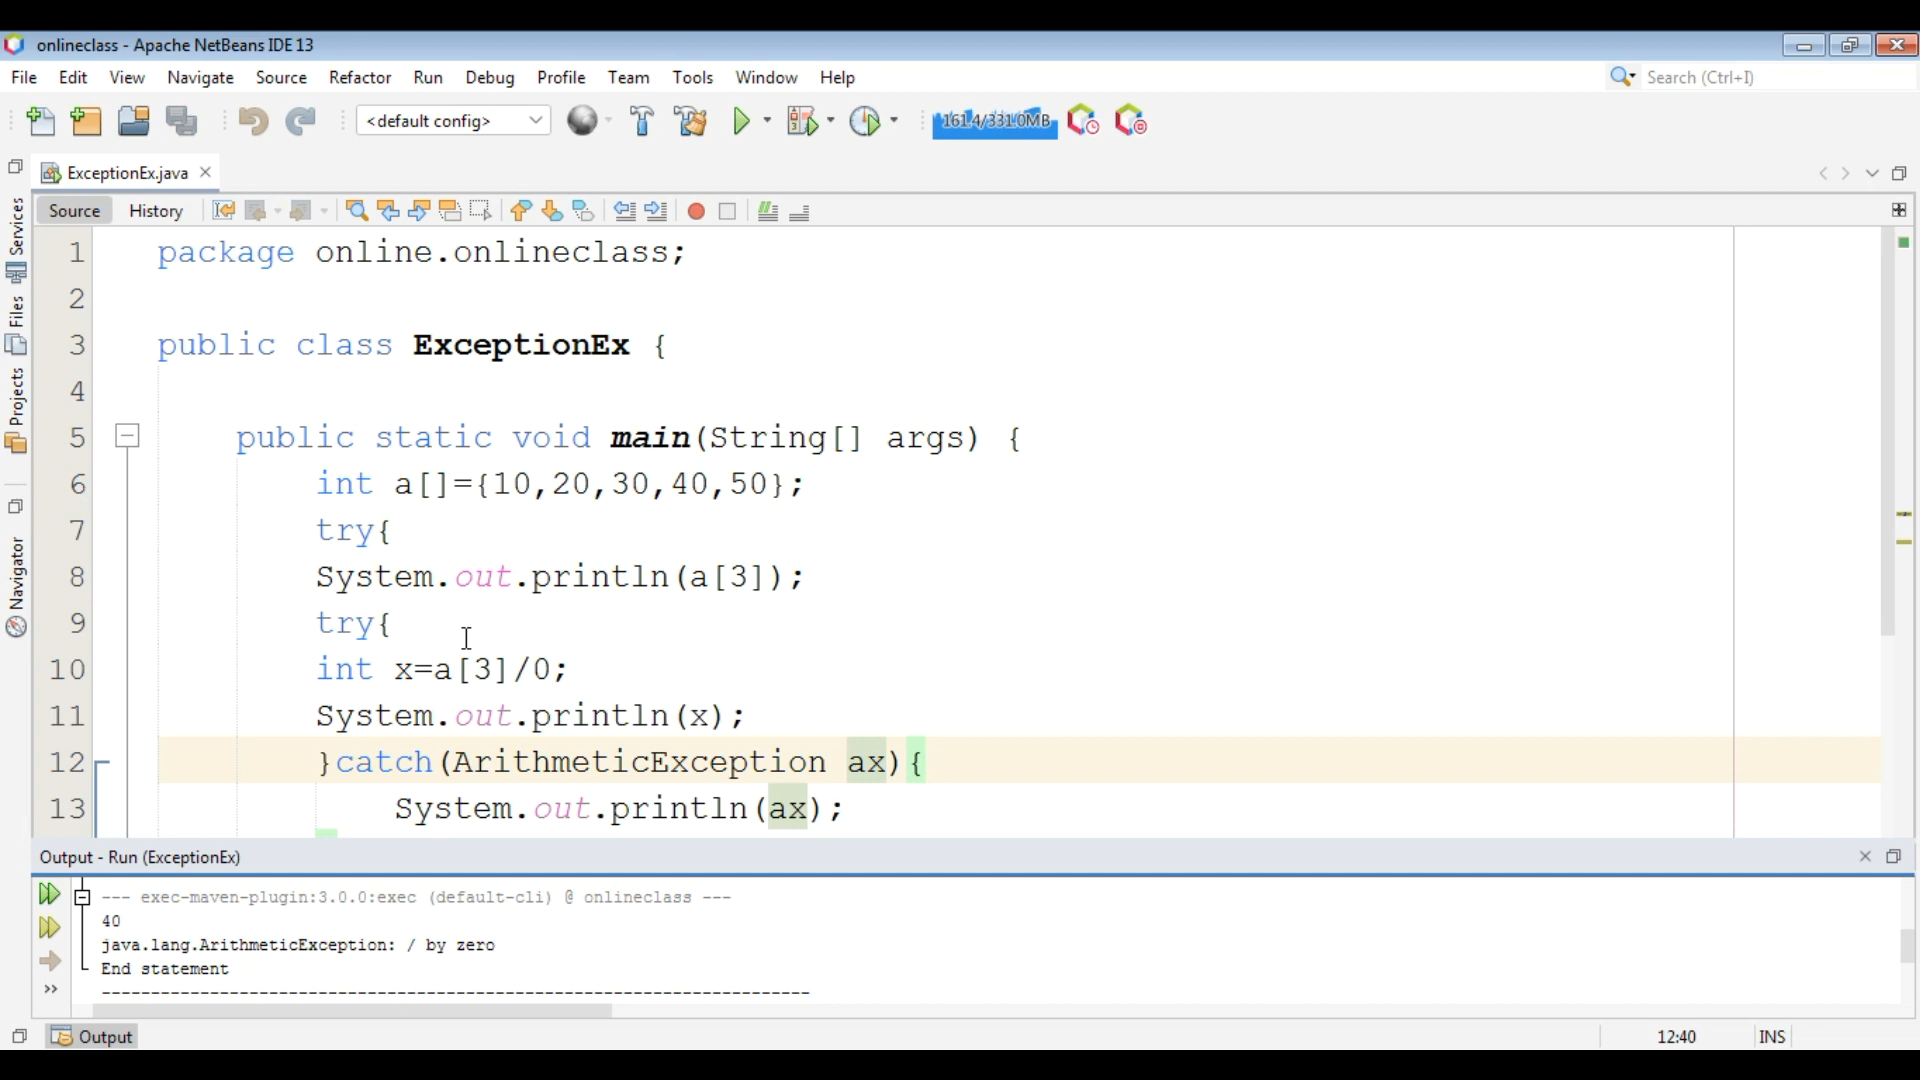 onlineclass - Apache NetBeans IDE 13
File Edit View Navigate Source Refactor Run Debug Profile Team Tools Window Help
Search (Ctrl+I)
<default config>
161.4/331.0MB
ExceptionEx.java
Source History
Services
Files
Projects
Navigator
1 package online.onlineclass;
2
3 public class ExceptionEx {
4
5 public static void main(String[] args) {
6 int a[]={10,20,30,40,50};
7 try{
8 System.out.println(a[3]);
9 try{
10 int x=a[3]/0;
11 System.out.println(x);
12 }catch(ArithmeticException ax){
13 System.out.println(ax);
Output - Run (ExceptionEx)
--- exec-maven-plugin:3.0.0:exec (default-cli) @ onlineclass ---
40
java.lang.ArithmeticException: / by zero
End statement
------------------------------------------------------------------------
Output
12:40 INS